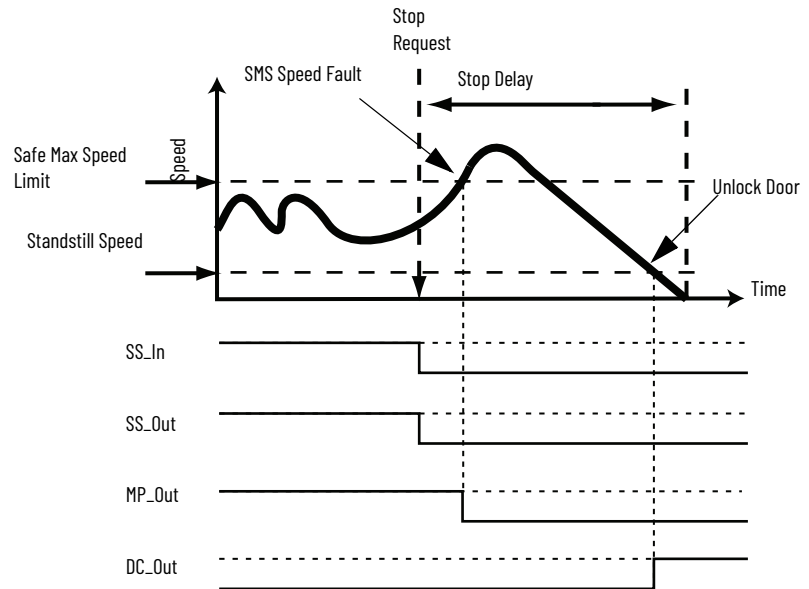 Stop
Request
SMS Speed Fault
Stop Delay
Speed
Safe Max Speed
Limit
Unlock Door
Standstill Speed
Time
SS_In
SS_Out
MP_Out
DC_Out